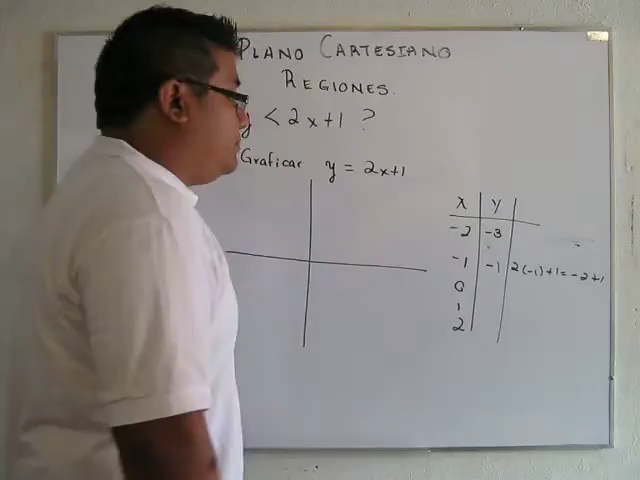 PLANO CARTESIANO
REGIONES.
y < 2x+1 ?
Graficar y = 2x+1
x y
-2 -3
-1 -1 2(-1)+1=-2+1
0
1
2